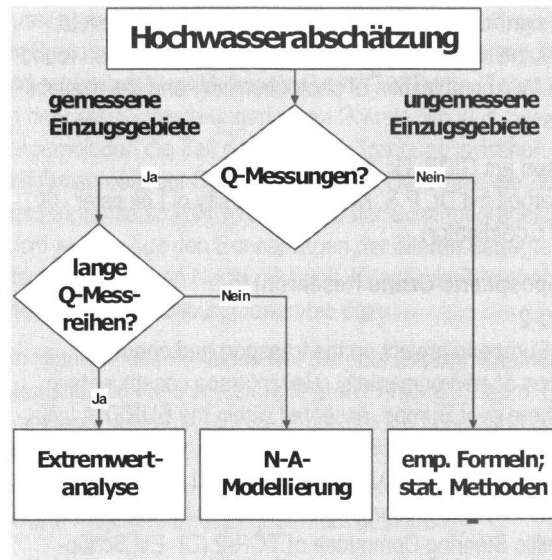 Hochwasserabschätzung
gemessene
Einzugsgebiete
ungemessene
Einzugsgebiete
Ja
Q-Messungen?
Nein
lange
Q-Mess-
reihen?
Nein
Ja
Extremwert-
analyse
N-A-
Modellierung
emp. Formeln;
stat. Methoden